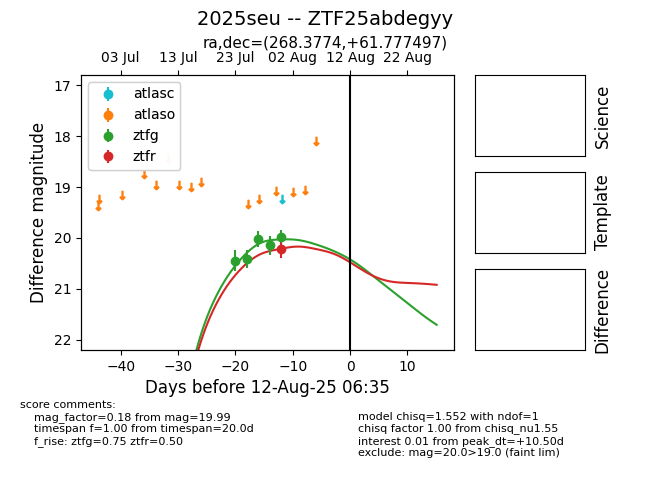 2025seu -- ZTF25abdegyy
ra,dec=(268.3774,+61.777497)
03 Jul 13 Jul 23 Jul 02 Aug 12 Aug 22 Aug
17
18
19
20
21
22
Difference magnitude
atlasc
atlaso
ztfg
ztfr
−40 −30 −20 −10 0 10
Days before 12-Aug-25 06:35
Science
Template
Difference
score comments:
mag_factor=0.18 from mag=19.99
timespan f=1.00 from timespan=20.0d
f_rise: ztfg=0.75 ztfr=0.50
model chisq=1.552 with ndof=1
chisq factor 1.00 from chisq_nu1.55
interest 0.01 from peak_dt=+10.50d
exclude: mag=20.0>19.0 (faint lim)